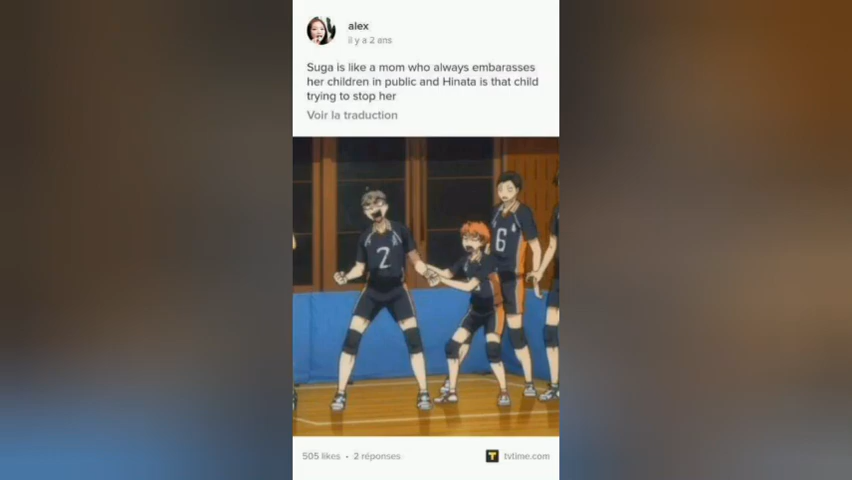 alex
il y a 2 ans
Suga is like a mom who always embarasses
her children in public and Hinata is that child
trying to stop her
Voir la traduction
2
6
505 likes • 2 réponses
T tvtime.com